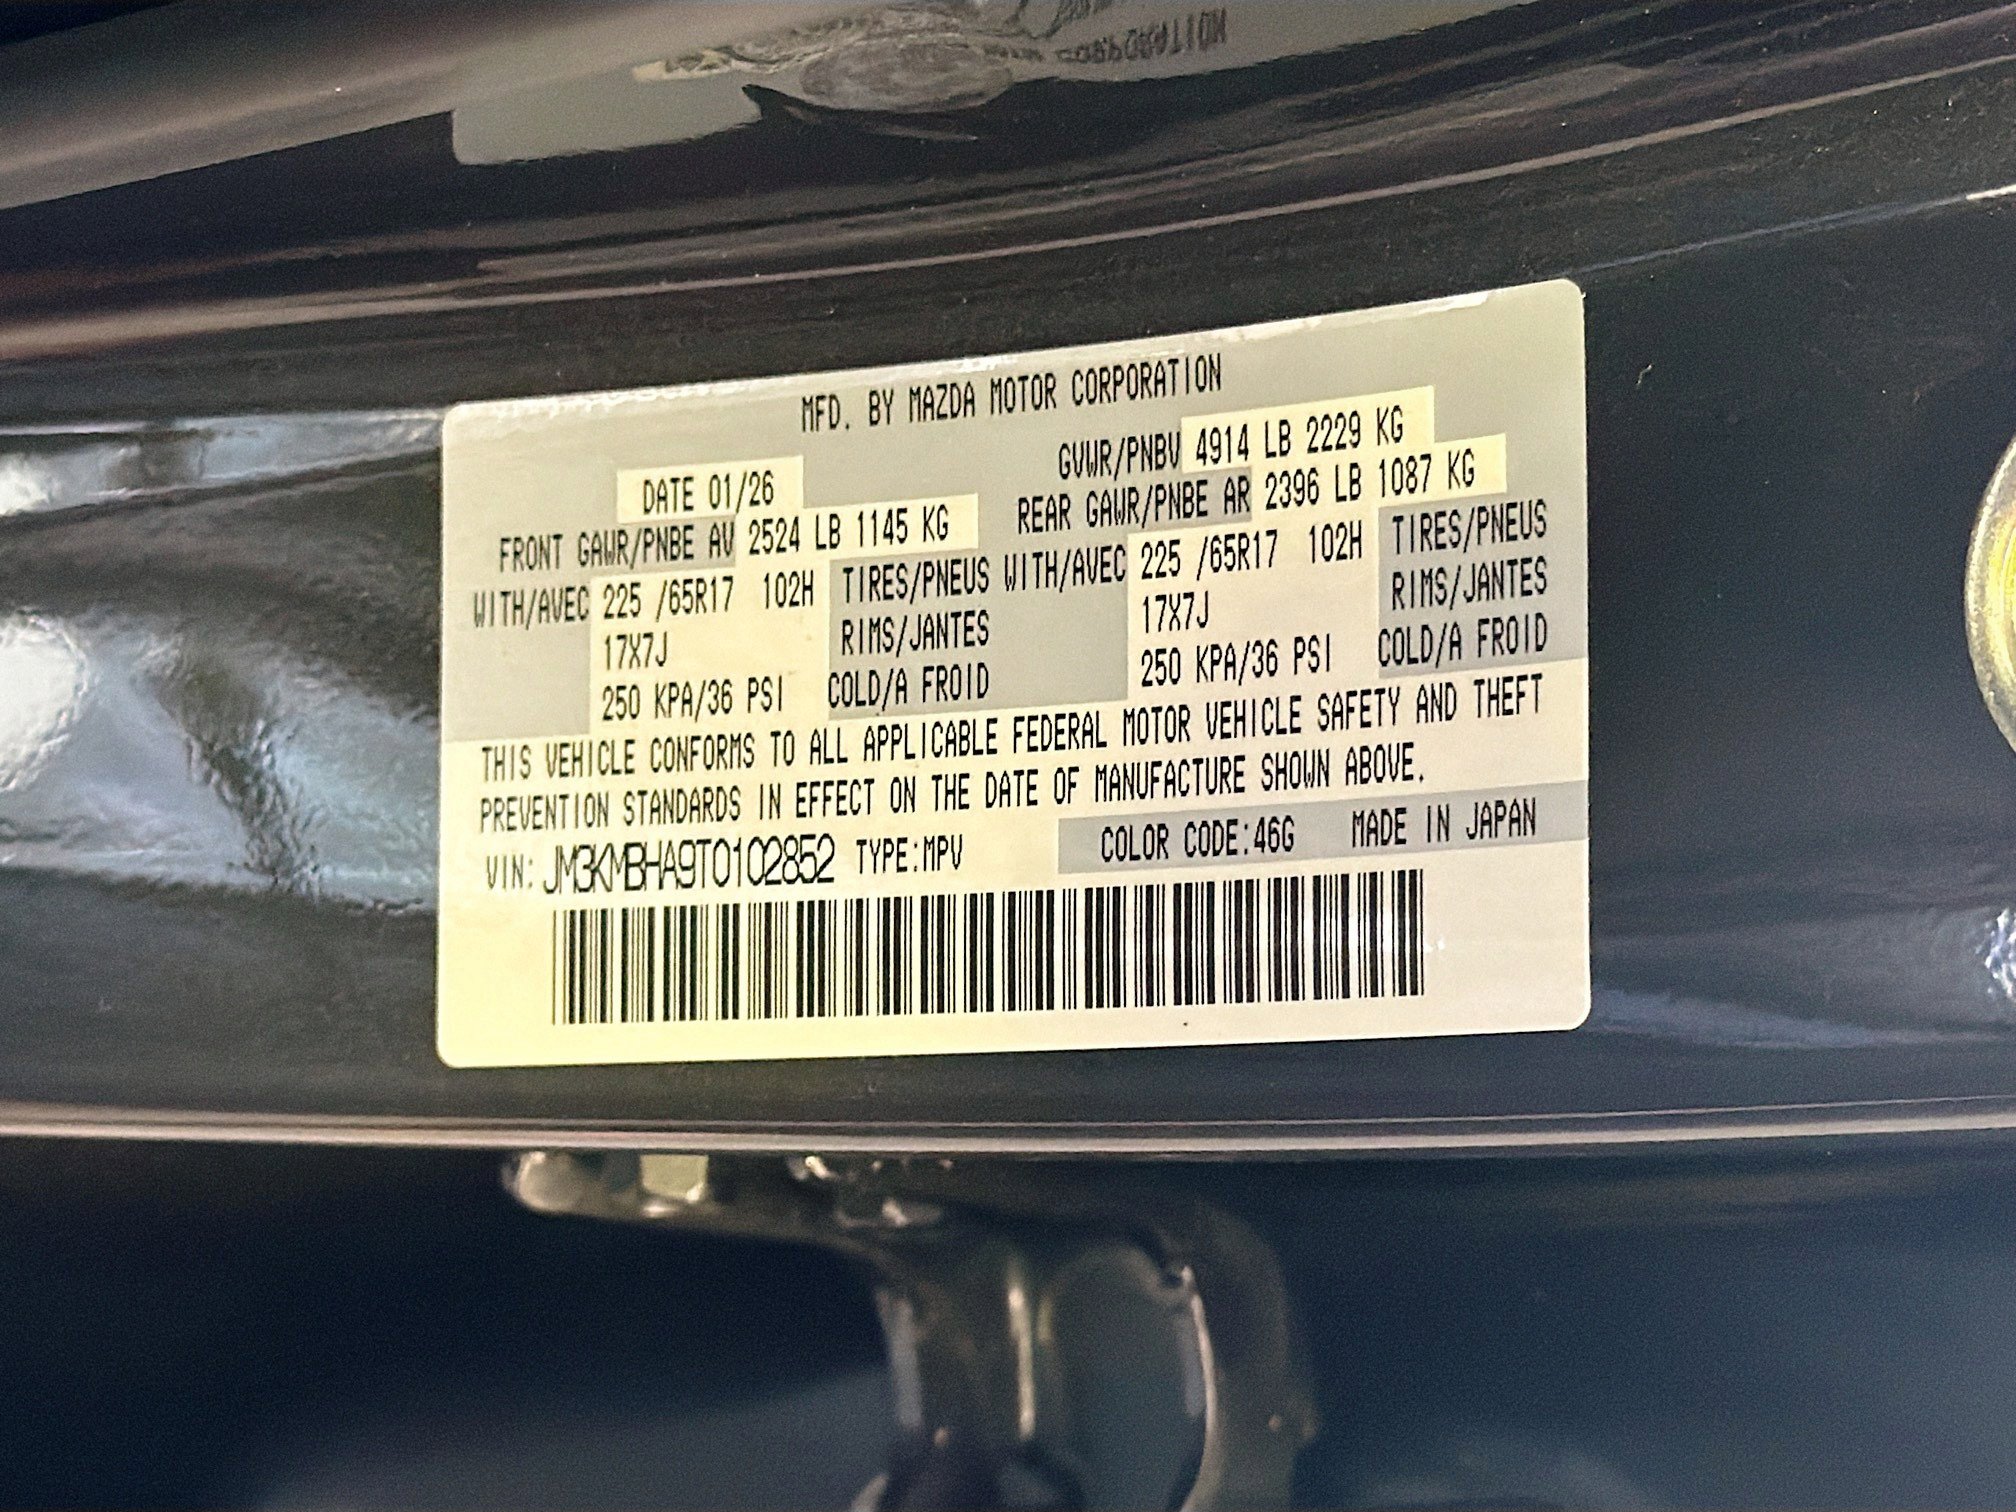 MFD. BY MAZDA MOTOR CORPORATION
GVWR/PNBV 4914 LB 2229 KG
DATE 01/26
FRONT GAWR/PNBE AV 2524 LB 1145 KG REAR GAWR/PNBE AR 2396 LB 1087 KG
WITH/AVEC 225 /65R17 102H TIRES/PNEUS WITH/AVEC 225 /65R17 102H TIRES/PNEUS
17X7J RIMS/JANTES 17X7J RIMS/JANTES
250 KPA/36 PSI COLD/A FROID 250 KPA/36 PSI COLD/A FROID
THIS VEHICLE CONFORMS TO ALL APPLICABLE FEDERAL MOTOR VEHICLE SAFETY AND THEFT
PREVENTION STANDARDS IN EFFECT ON THE DATE OF MANUFACTURE SHOWN ABOVE.
VIN: JM3KMBHA9T0102852 TYPE:MPV COLOR CODE:46G MADE IN JAPAN